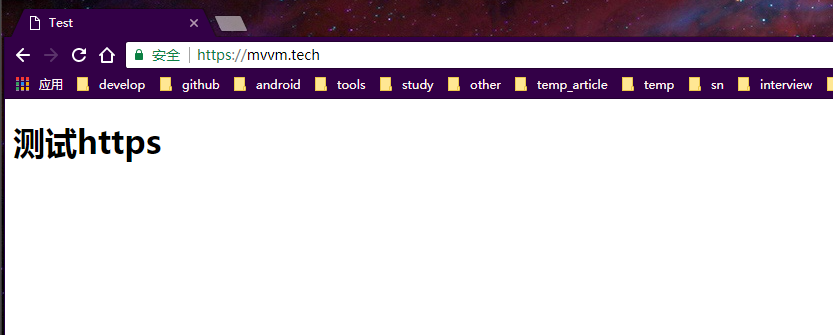 Test
安全 https://mvvm.tech
应用 develop github android tools study other temp_article temp sn interview
测试https